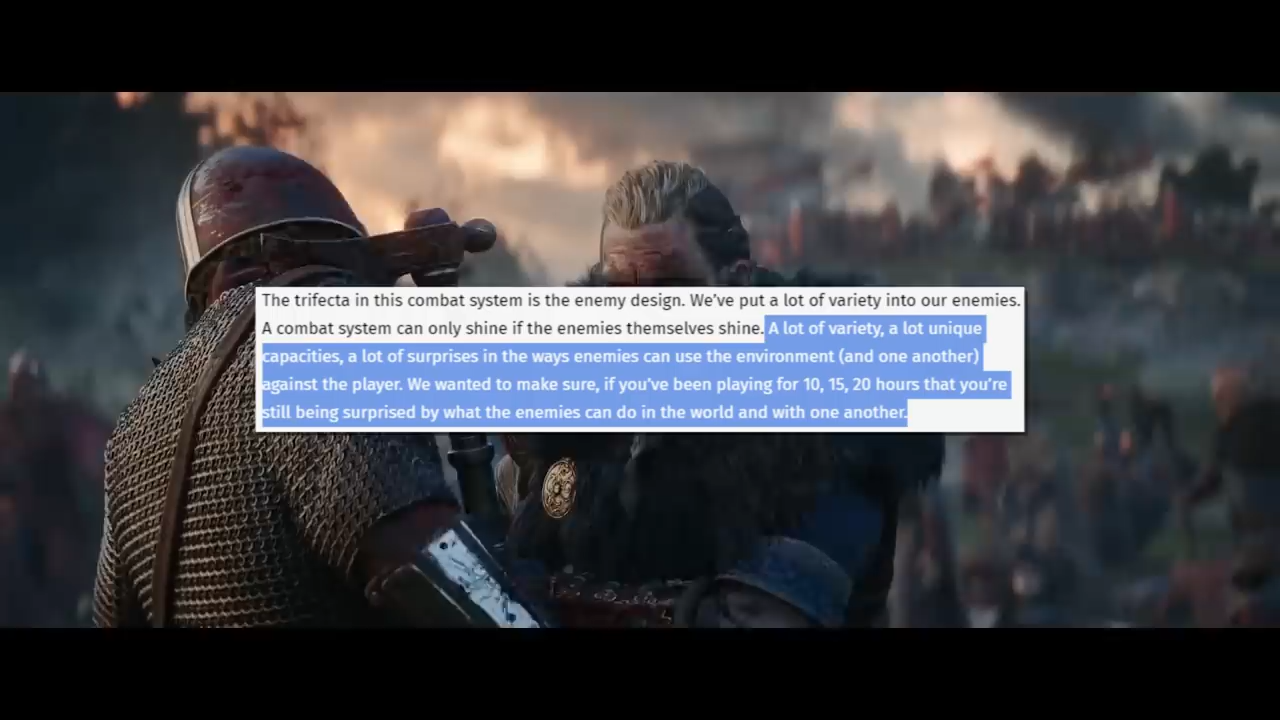 The trifecta in this combat system is the enemy design. We've put a lot of variety into our enemies.
A combat system can only shine if the enemies themselves shine. A lot of variety, a lot unique
capacities, a lot of surprises in the ways enemies can use the environment (and one another)
against the player. We wanted to make sure, if you've been playing for 10, 15, 20 hours that you're
still being surprised by what the enemies can do in the world and with one another.